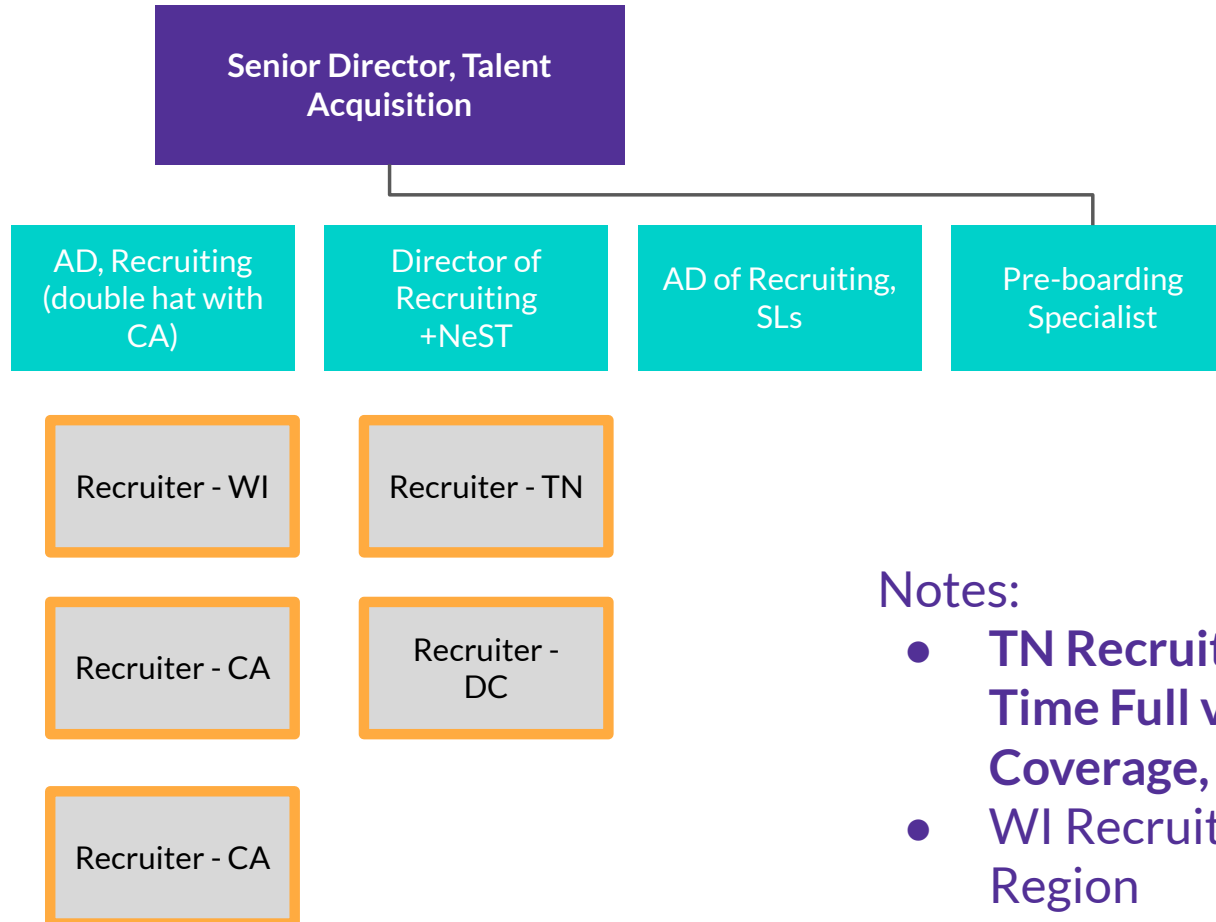 Senior Director, Talent
Acquisition
AD, Recruiting
(double hat with
CA)
Director of
Recruiting
+NeST
AD of Recruiting,
SLs
Pre-boarding
Specialist
Recruiter - WI
Recruiter - TN
Recruiter - CA
Recruiter -
DC
Recruiter - CA
Notes:
● TN
Time Full
Coverage,
● WI
Region